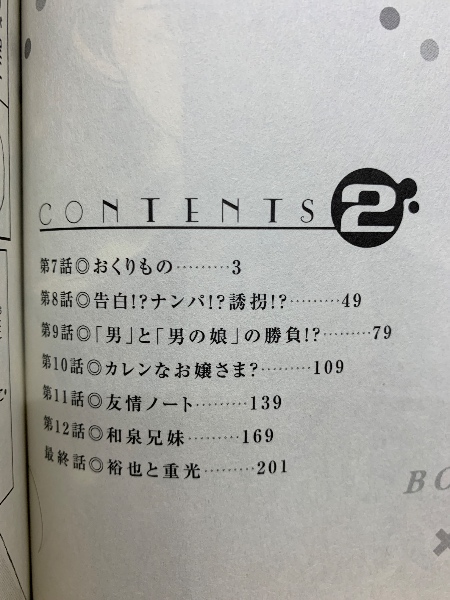 CONTENTS 2
第7話◎おくりもの………3
第8話◎告白!?ナンパ!?誘拐!?………49
第9話◎「男」と「男の娘」の勝負!?………79
第10話◎カレンなお嬢さま?………109
第11話◎友情ノート………139
第12話◎和泉兄妹………169
最終話◎裕也と重光………201
BO